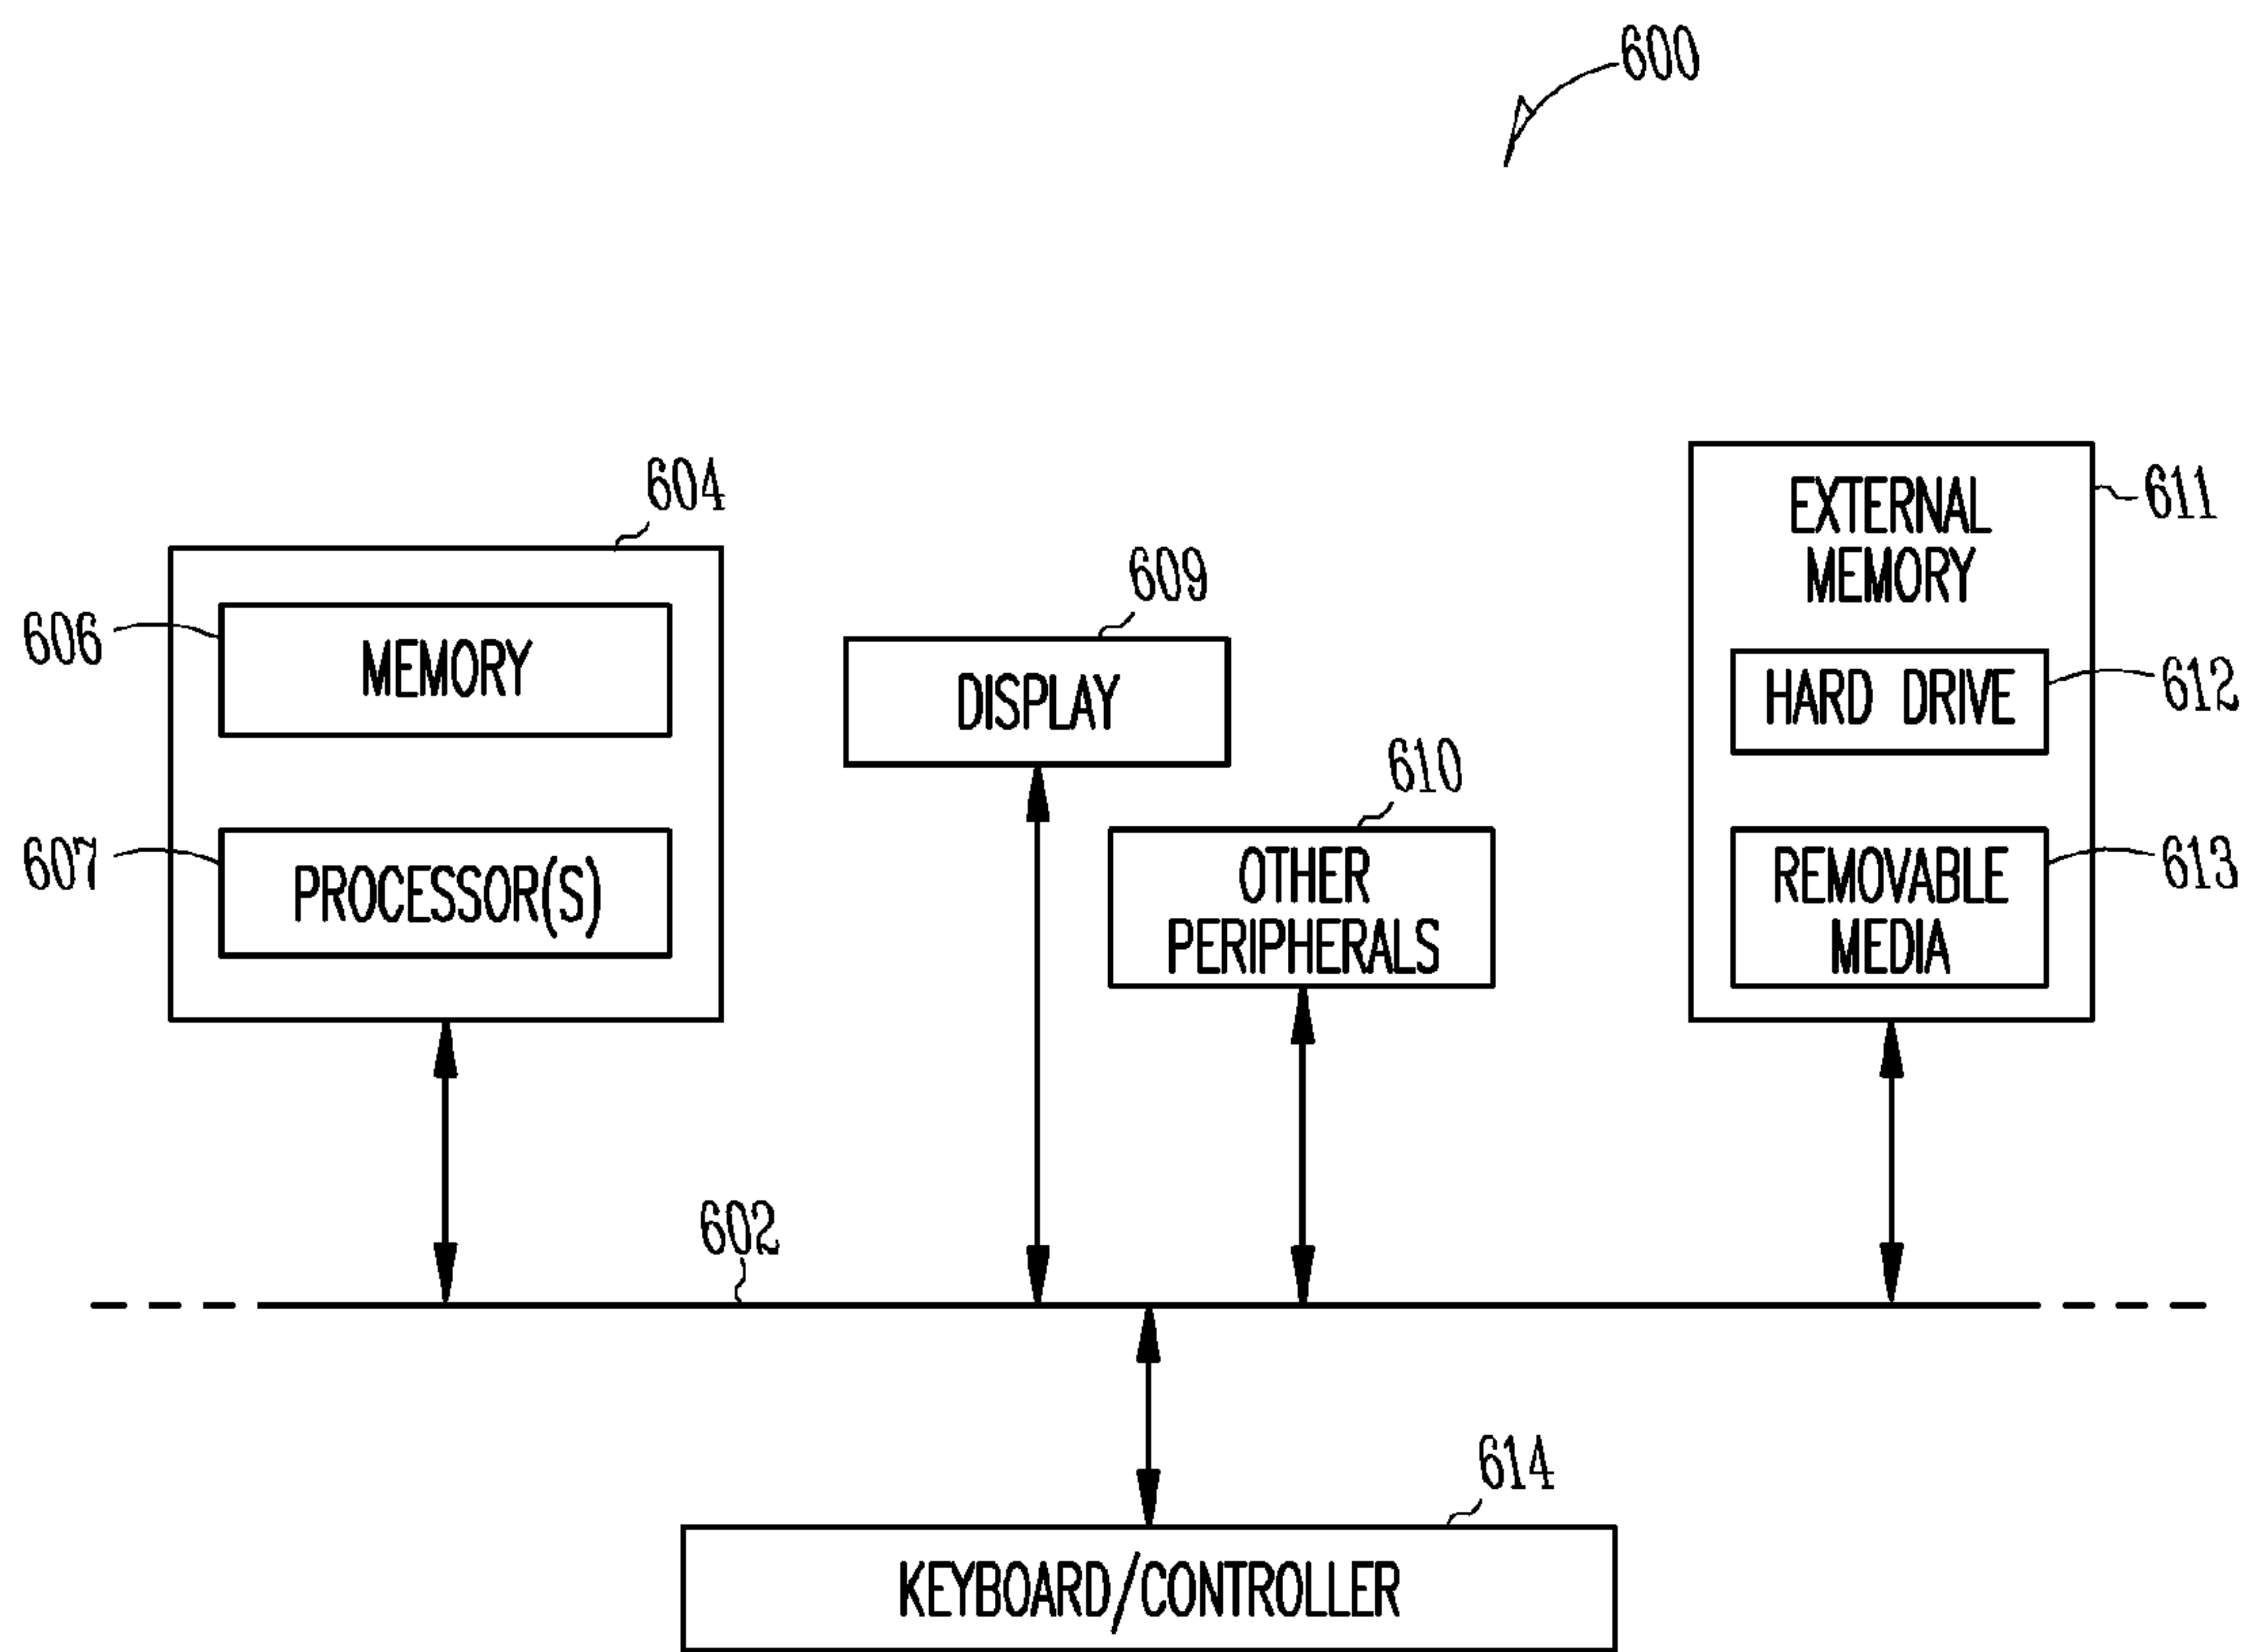 600
604
606
MEMORY
607
PROCESSOR(S)
609
DISPLAY
610
OTHER
PERIPHERALS
EXTERNAL
MEMORY
611
HARD DRIVE
612
REMOVABLE
MEDIA
613
602
614
KEYBOARD/CONTROLLER